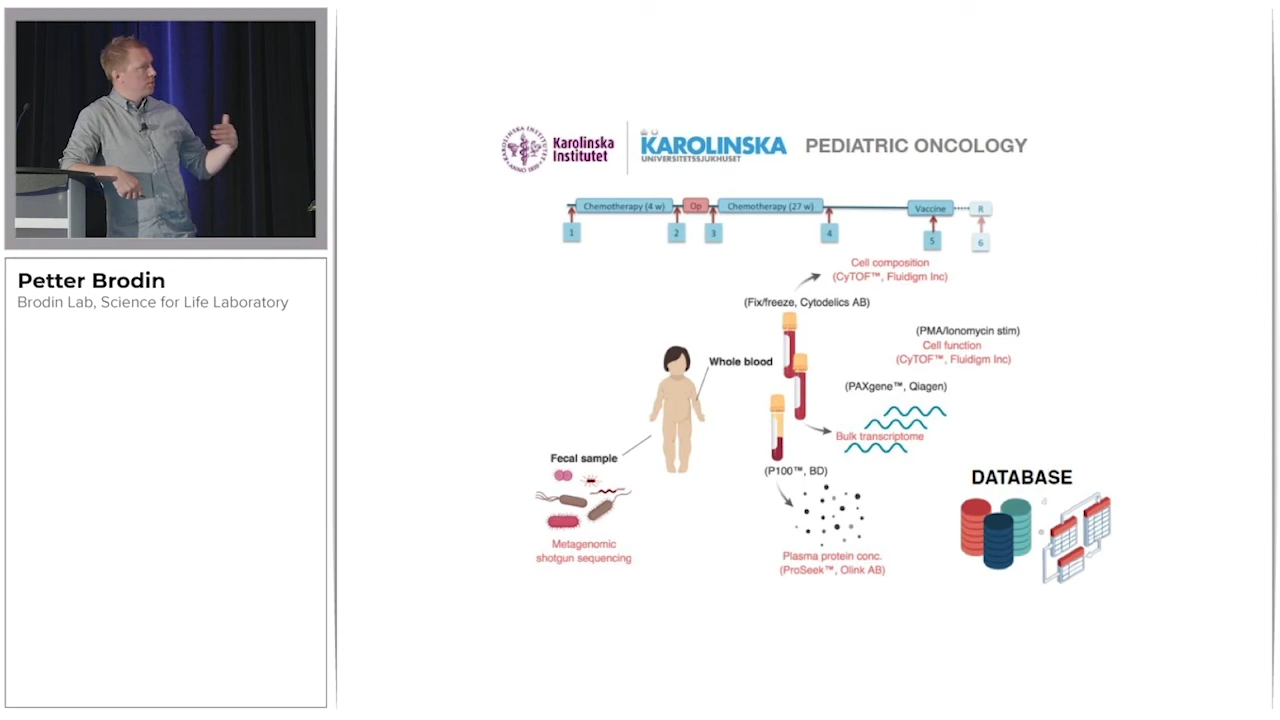 Petter Brodin
Brodin Lab, Science for Life Laboratory
Karolinska
Institutet
KAROLINSKA
UNIVERSITETSSJUKHUSET
PEDIATRIC ONCOLOGY
Chemotherapy (4 w)
Op
Chemotherapy (27 w)
Vaccine
R
1
2
3
4
5
6
Cell composition
(CyTOF™, Fluidigm Inc)
(Fix/freeze, Cytodelics AB)
(PMA/Ionomycin stim)
Cell function
(CyTOF™, Fluidigm Inc)
Whole blood
(PAXgene™, Qiagen)
Bulk transcriptome
Fecal sample
(P100™, BD)
DATABASE
Metagenomic
shotgun sequencing
Plasma protein conc.
(ProSeek™, Olink AB)